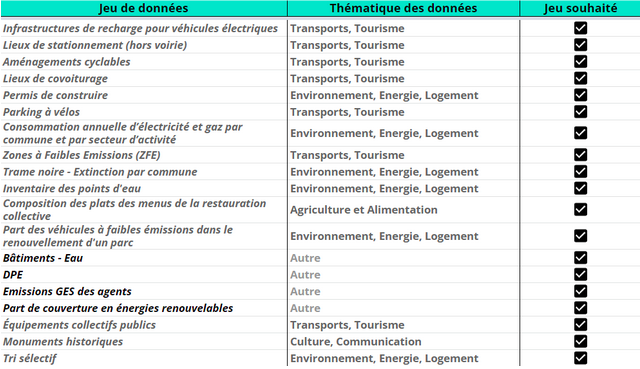 Jeu de données Thématique des données Jeu souhaité
Infrastructures de recharge pour véhicules électriques Transports, Tourisme
Lieux de stationnement (hors voirie) Transports, Tourisme
Aménagements cyclables Transports, Tourisme
Lieux de covoiturage Transports, Tourisme
Permis de construire Environnement, Energie, Logement
Parking à vélos Transports, Tourisme
Consommation annuelle d'électricité et gaz par
commune et par secteur d'activité Environnement, Energie, Logement
Zones à Faibles Emissions (ZFE) Transports, Tourisme
Trame noire - Extinction par commune Environnement, Energie, Logement
Inventaire des points d'eau Environnement, Energie, Logement
Composition des plats des menus de la restauration
collective Agriculture et Alimentation
Part des véhicules à faibles émissions dans le
renouvellement d'un parc Environnement, Energie, Logement
Bâtiments - Eau Autre
DPE Autre
Emissions GES des agents Autre
Part de couverture en énergies renouvelables Autre
Équipements collectifs publics Transports, Tourisme
Monuments historiques Culture, Communication
Tri sélectif Environnement, Energie, Logement